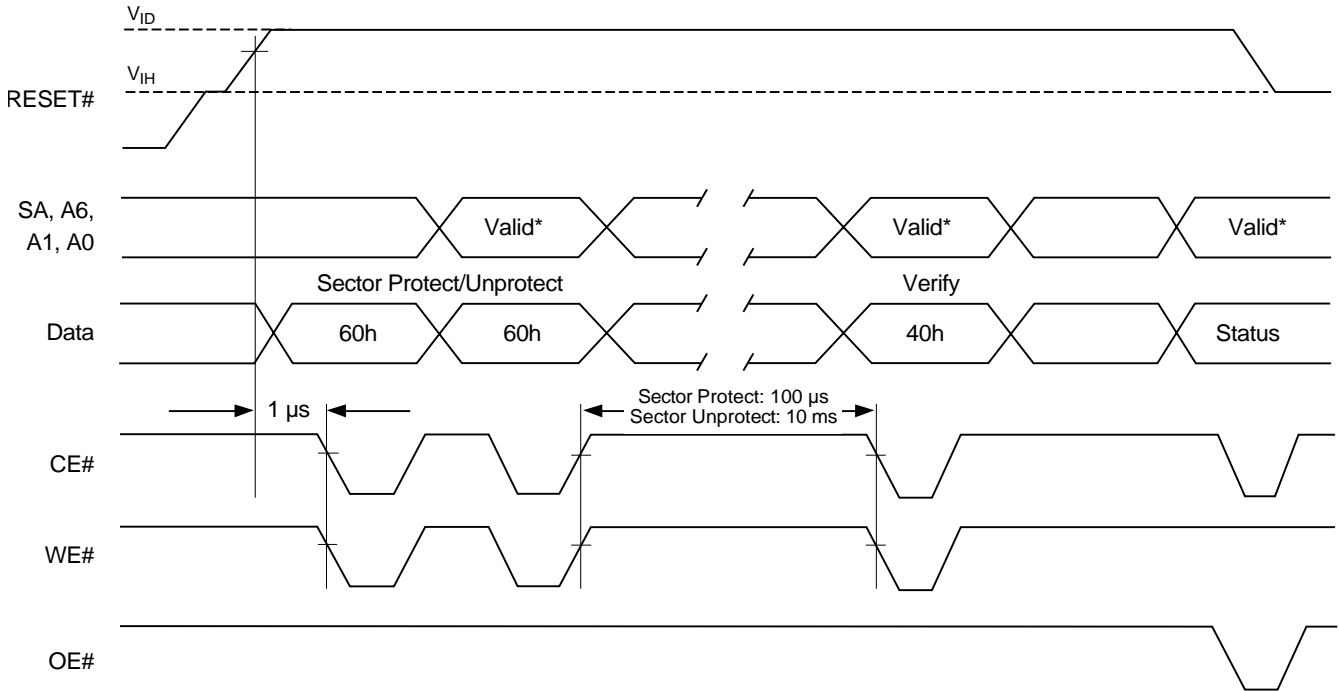 VID
VIH
RESET#
SA, A6,
A1, A0
Valid*
Valid*
Valid*
Sector Protect/Unprotect
Verify
Data
60h
60h
40h
Status
1 µs
Sector Protect: 100 µs
Sector Unprotect: 10 ms
CE#
WE#
OE#